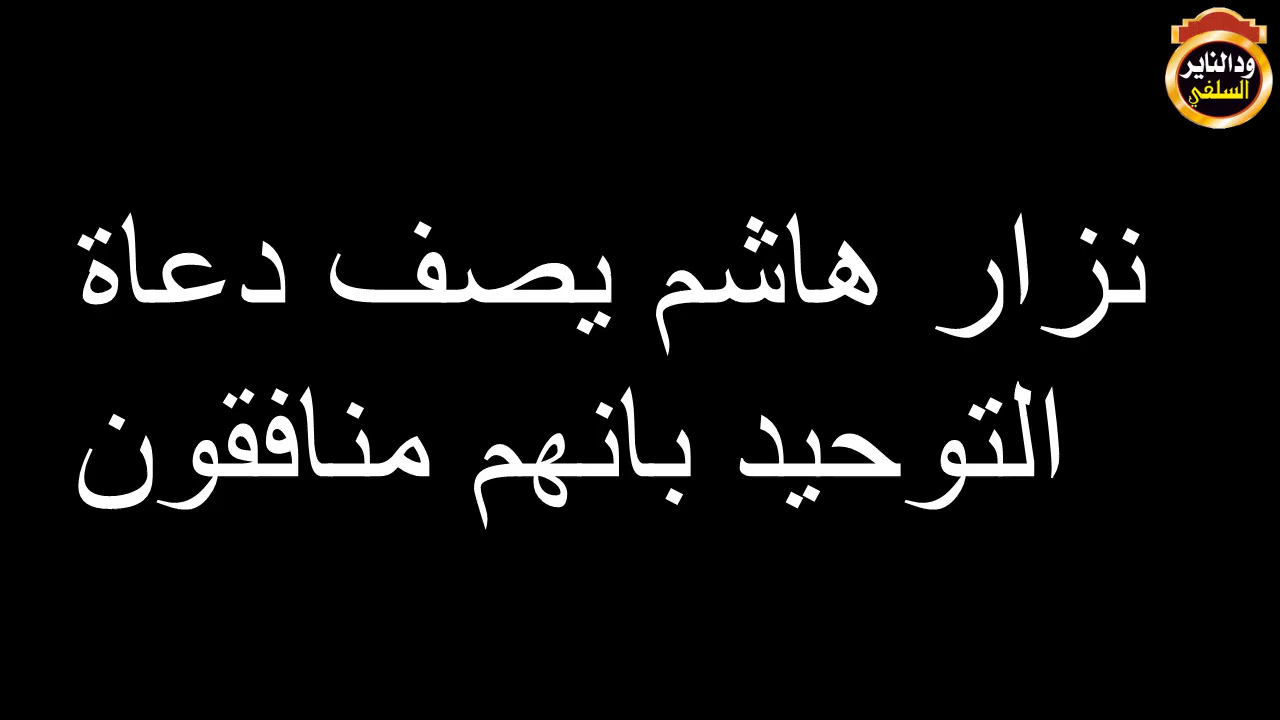 ودالناير
السلفي
نزار هاشم يصف دعاة
التوحيد بانهم منافقون